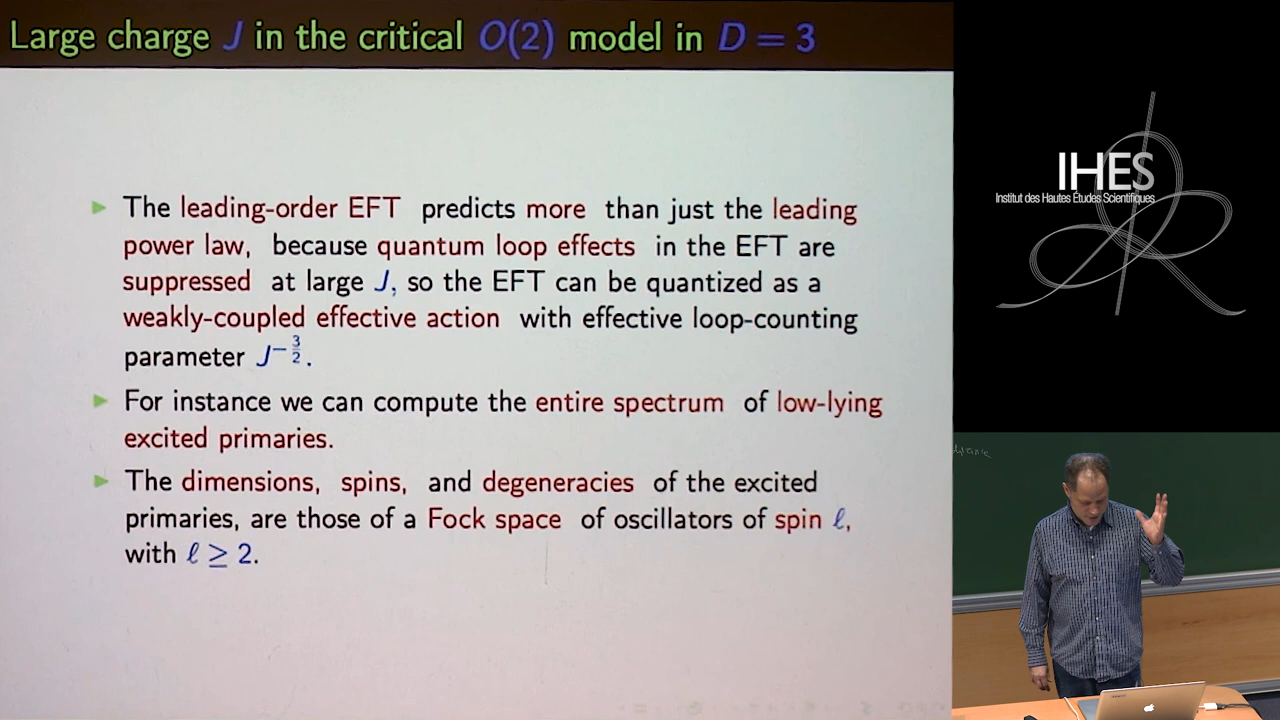 Large charge J in the critical O(2) model in D = 3
► The leading-order EFT predicts more than just the leading
power law, because quantum loop effects in the EFT are
suppressed at large J, so the EFT can be quantized as a
weakly-coupled effective action with effective loop-counting
parameter J^{-3/2}.
► For instance we can compute the entire spectrum of low-lying
excited primaries.
► The dimensions, spins, and degeneracies of the excited
primaries, are those of a Fock space of oscillators of spin ℓ,
with ℓ ≥ 2.
IHES
Institut des Hautes Études Scientifiques